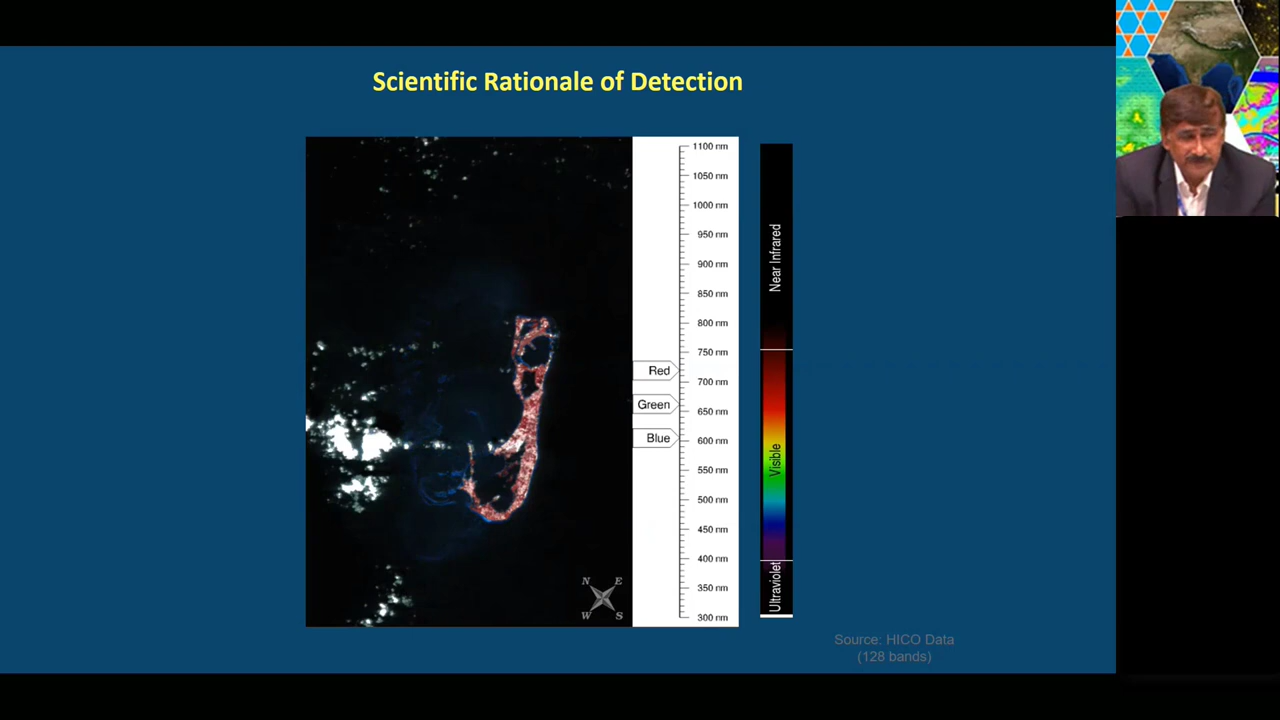 Scientific Rationale of Detection
1100 nm
1050 nm
1000 nm
950 nm
900 nm
850 nm
800 nm
750 nm
700 nm
650 nm
600 nm
550 nm
500 nm
450 nm
400 nm
350 nm
300 nm
Red
Green
Blue
Near Infrared
Visible
Ultraviolet
N E
W S
Source: HICO Data
(128 bands)